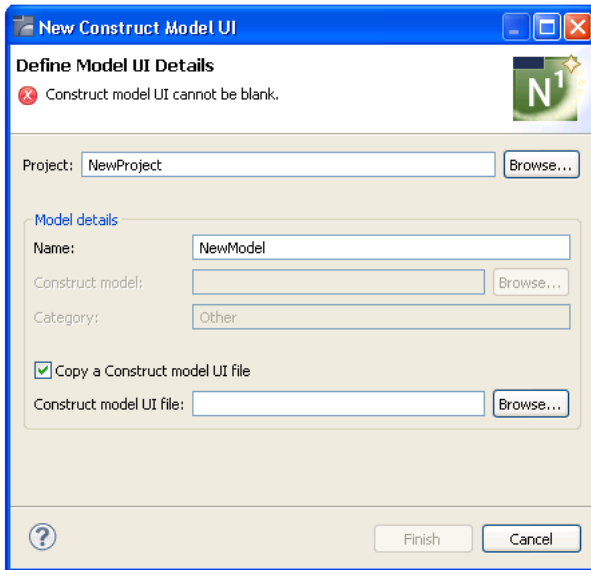 New Construct Model UI
Define Model UI Details
Construct model UI cannot be blank.
N1
Project: NewProject Browse...
Model details
Name: NewModel
Construct model: Browse...
Category: Other
Copy a Construct model UI file
Construct model UI file: Browse...
? Finish Cancel